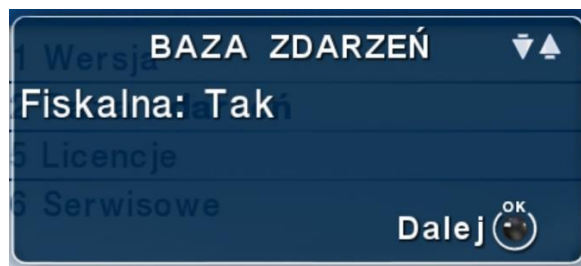 BAZA ZDARZEŃ
1 Wersja
Fiskalna: Tak
5 Licencje
6 Serwisowe
OK
Dalej